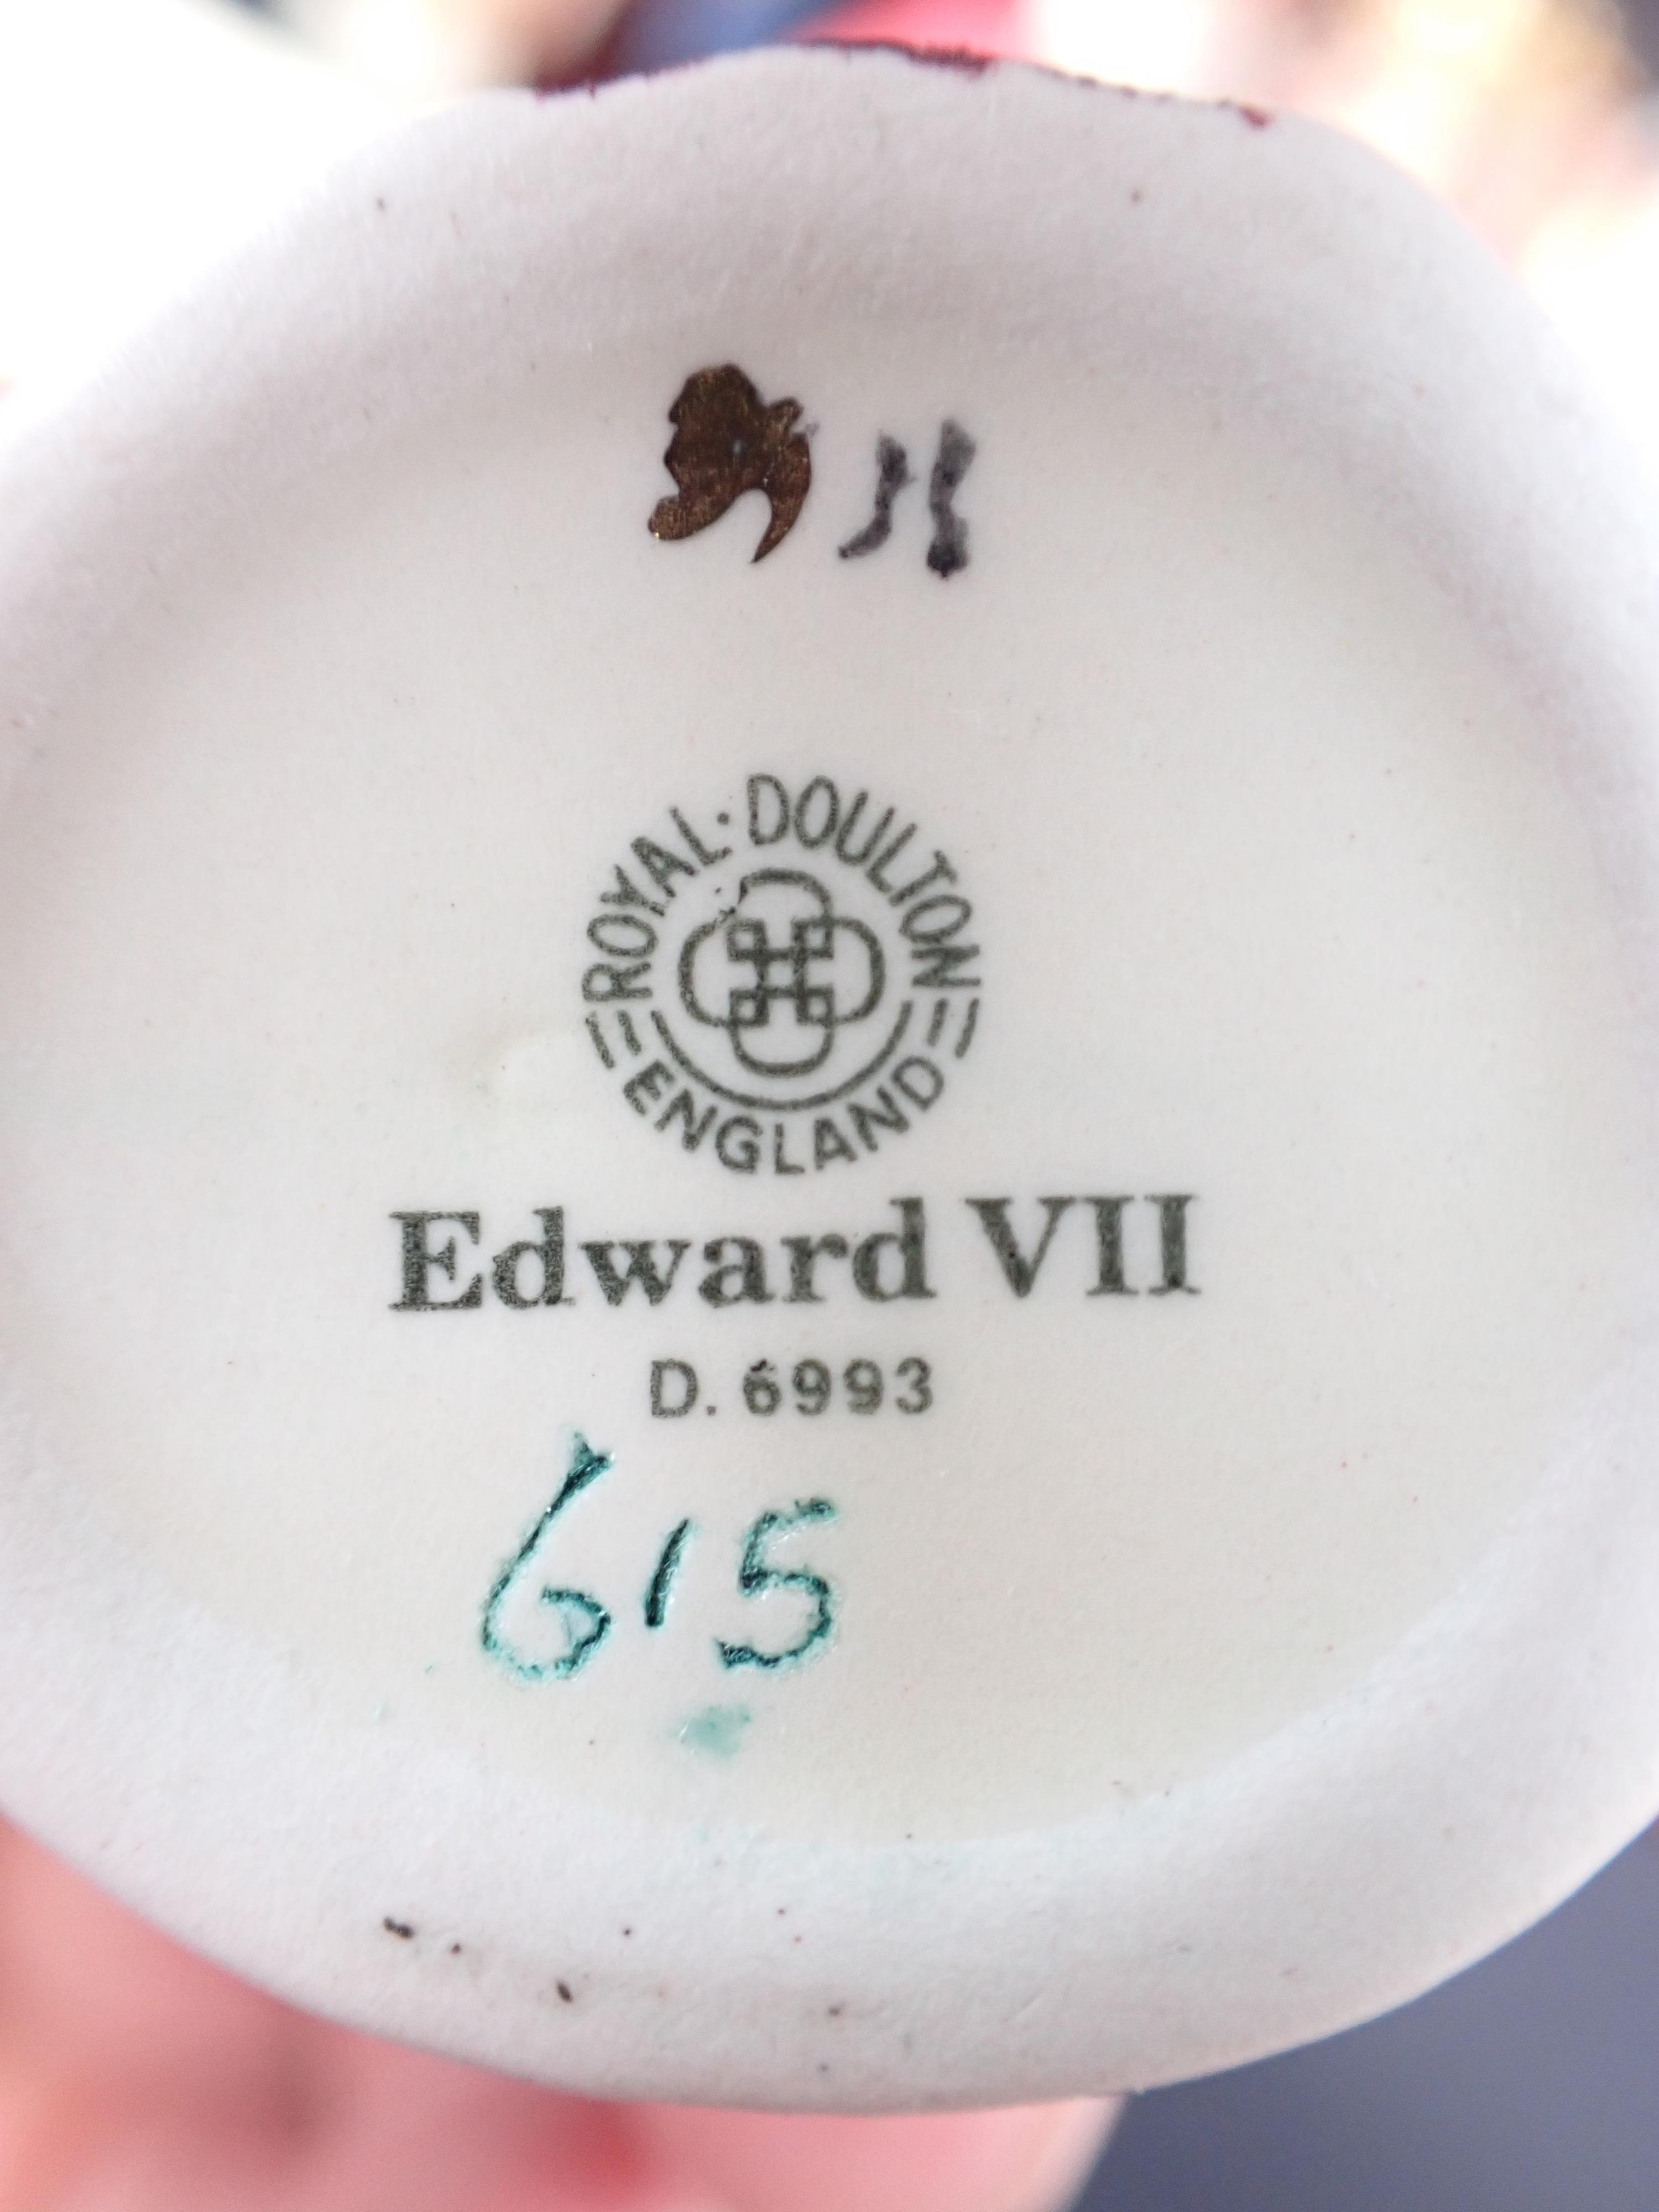 ROYAL · DOULTON
ENGLAND
Edward VII
D. 6993
615